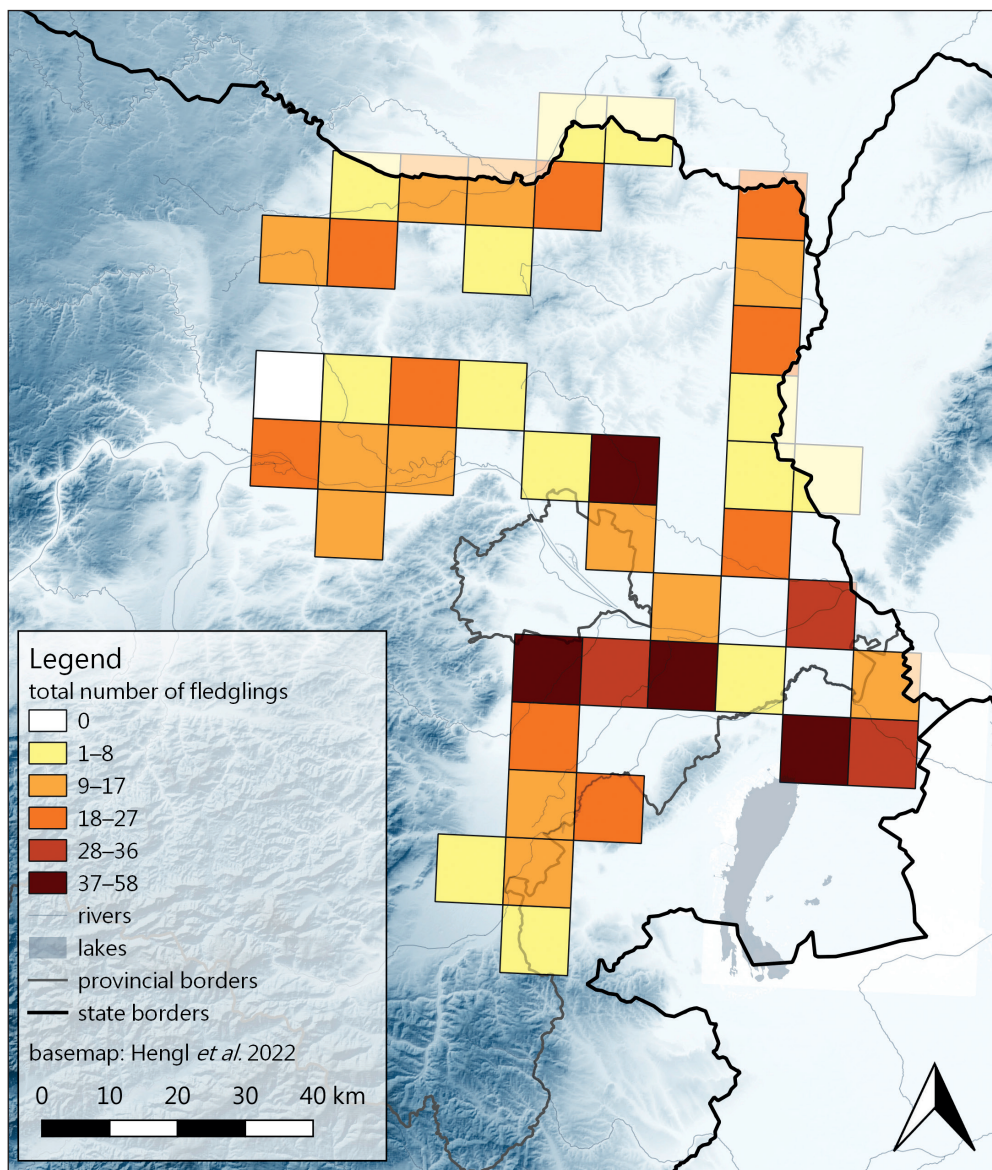 Legend
total number of fledglings
0
1–8
9–17
18–27
28–36
37–58
rivers
lakes
provincial borders
state borders
basemap: Hengl et al. 2022
0 10 20 30 40 km